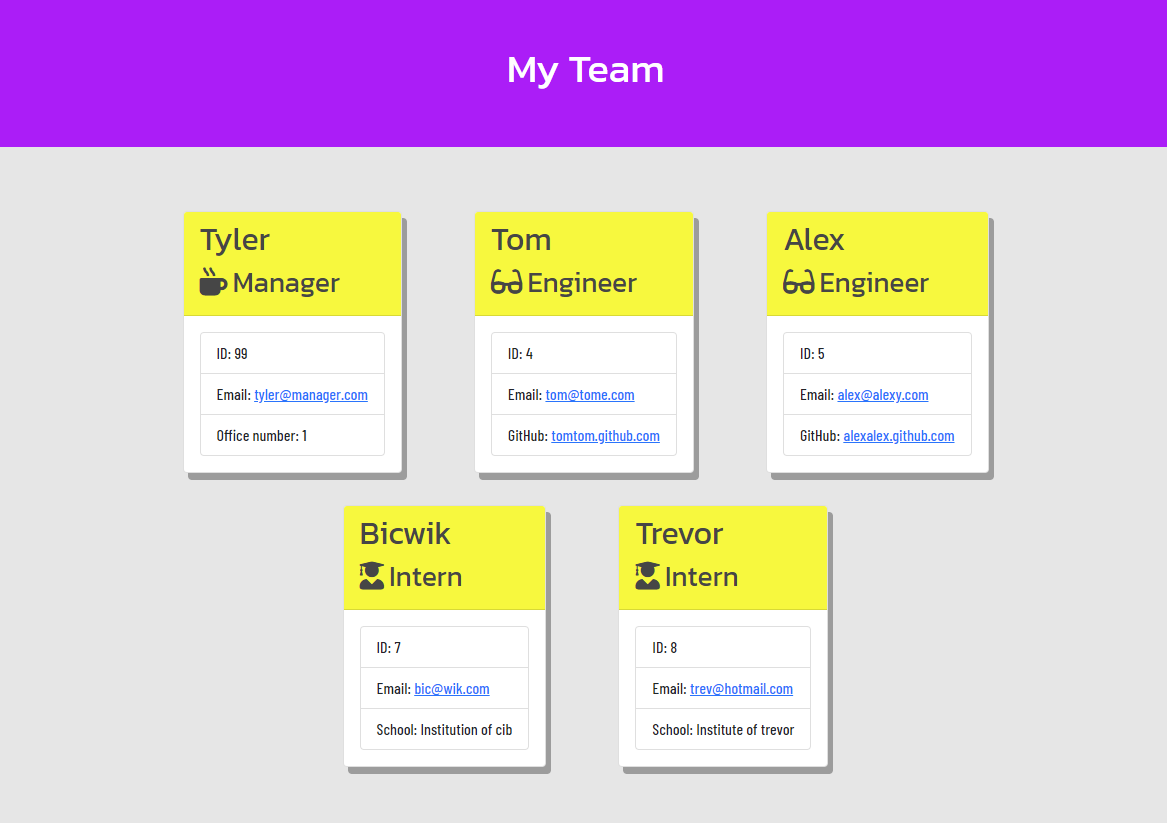 My Team
Tyler
Manager
ID: 99
Email: tyler@manager.com
Office number: 1
Tom
Engineer
ID: 4
Email: tom@tome.com
GitHub: tomtom.github.com
Alex
Engineer
ID: 5
Email: alex@alexy.com
GitHub: alexalex.github.com
Bicwik
Intern
ID: 7
Email: bic@wik.com
School: Institution of cib
Trevor
Intern
ID: 8
Email: trev@hotmail.com
School: Institute of trevor